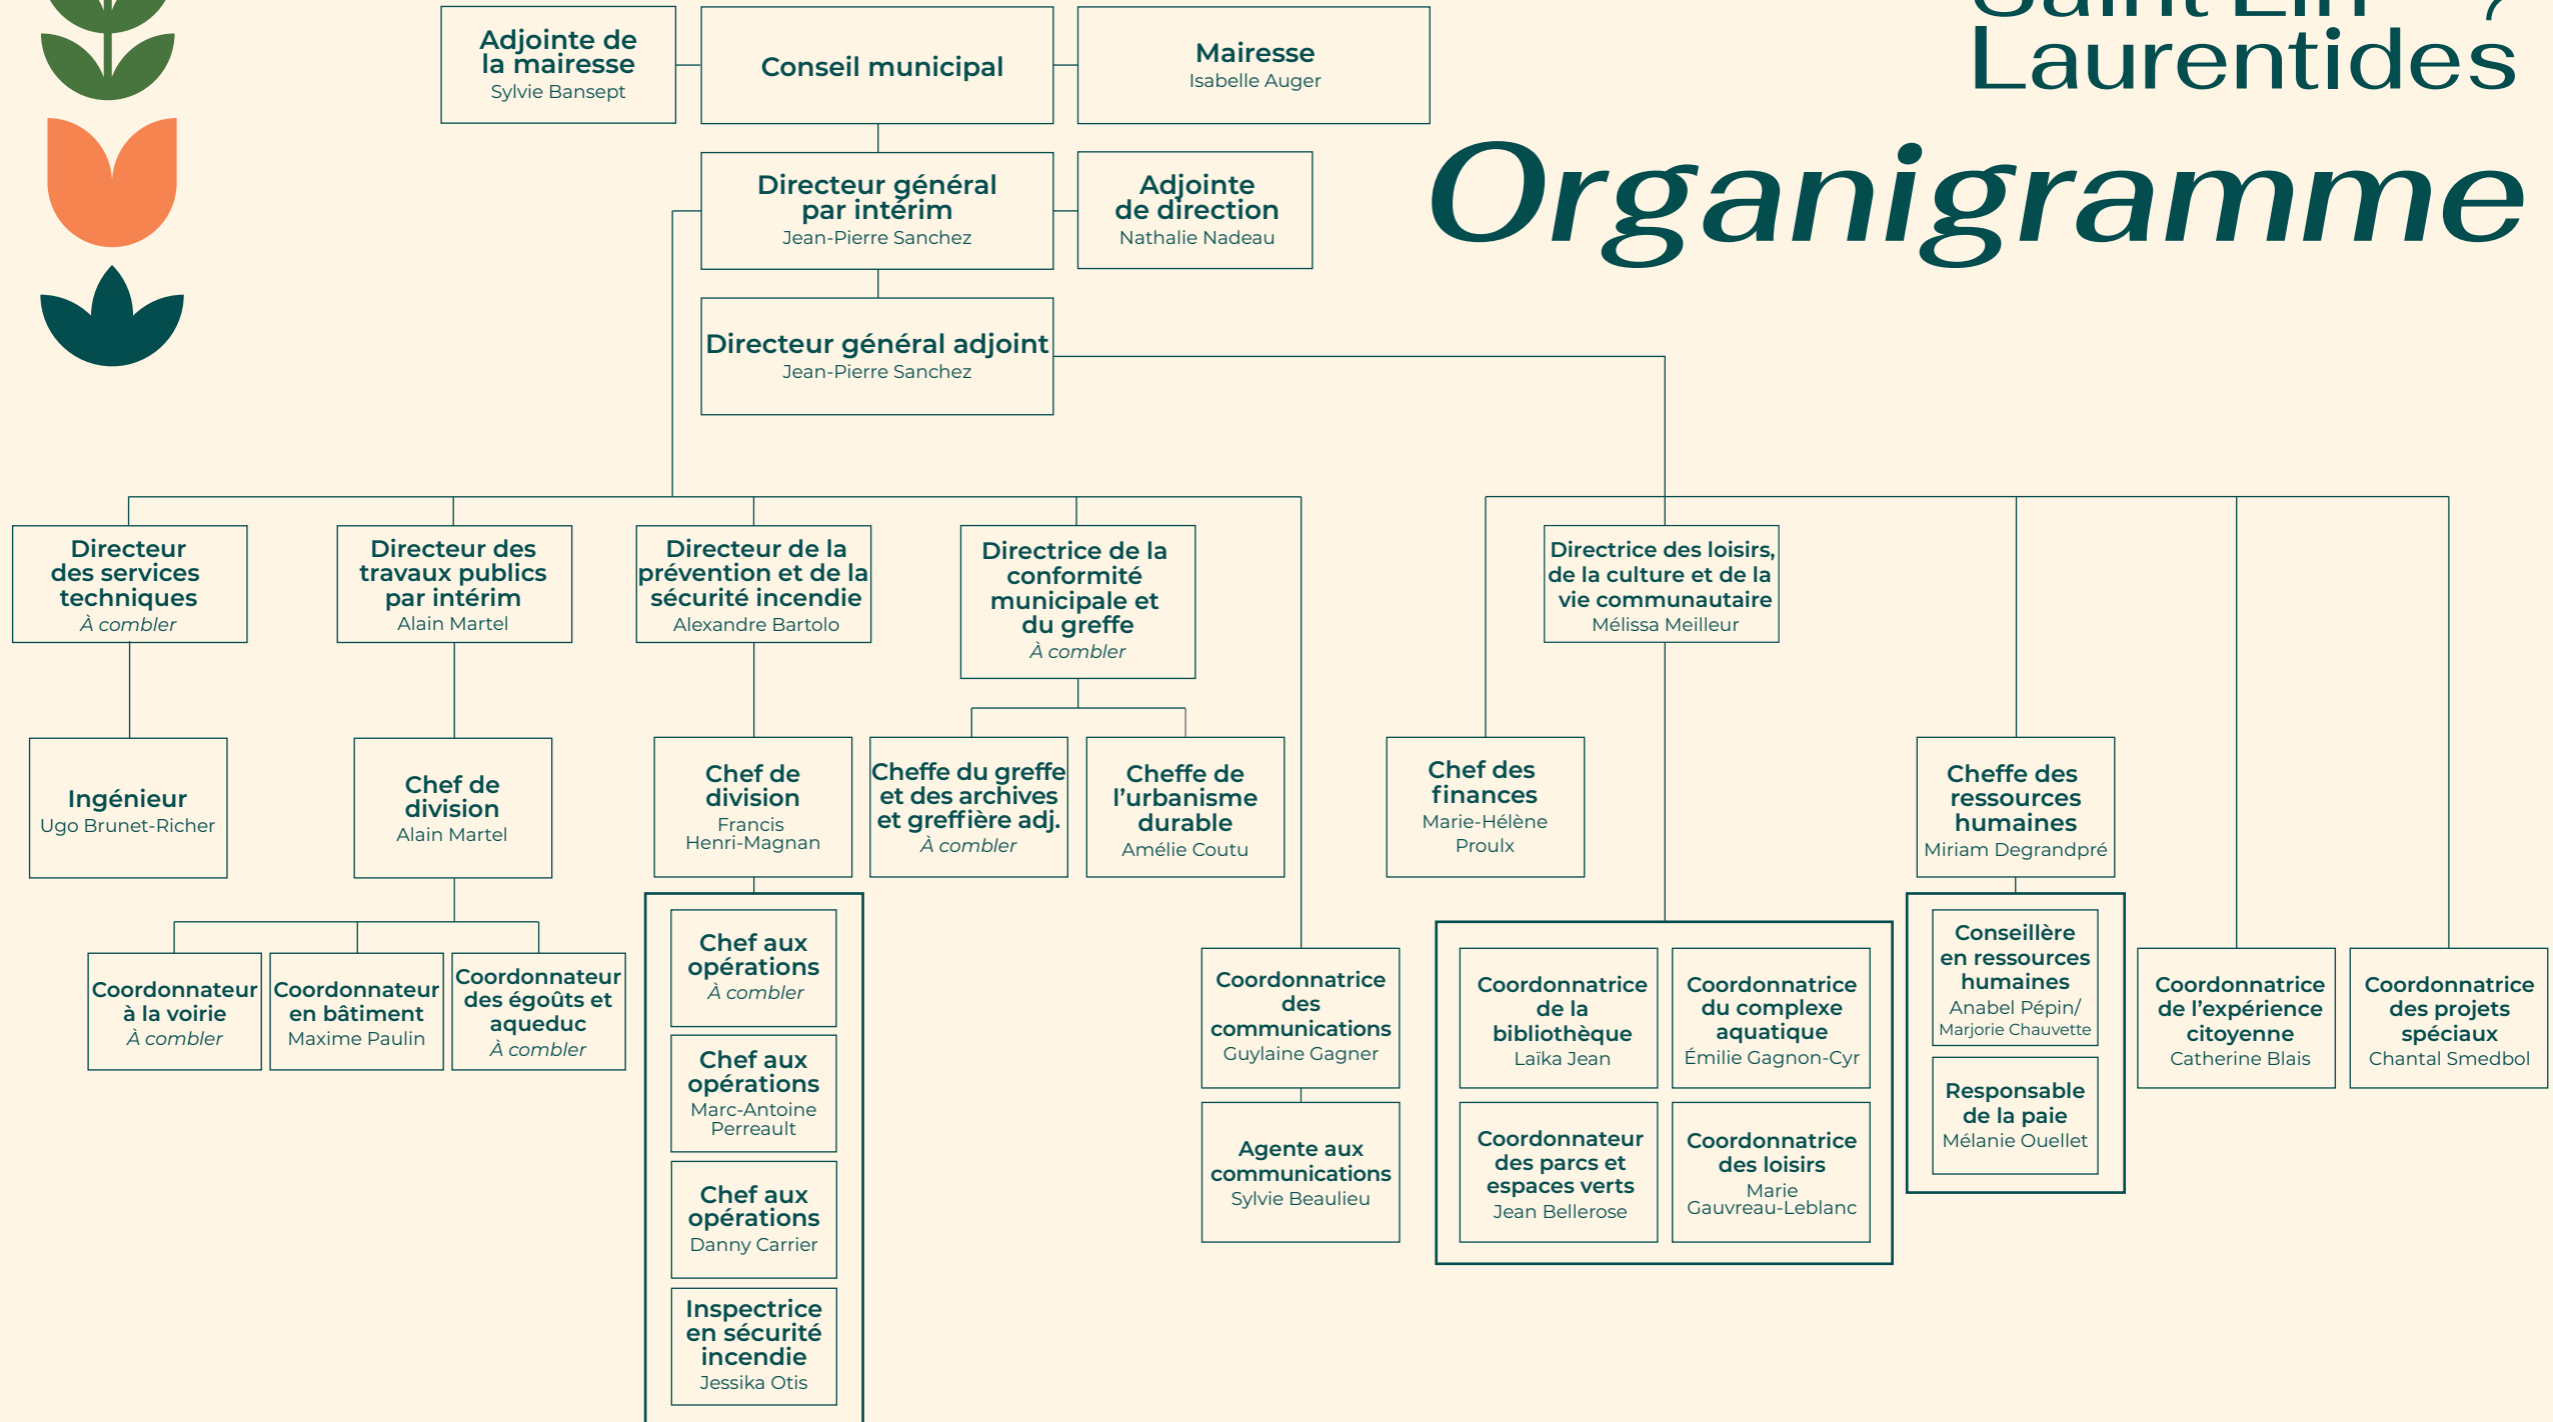 Saint Lin
Laurentides
Organigramme
Adjointe de
la mairesse
Sylvie Bansept
Conseil municipal
Mairesse
Isabelle Auger
Directeur général
par intérim
Jean-Pierre Sanchez
Adjointe
de direction
Nathalie Nadeau
Directeur général adjoint
Jean-Pierre Sanchez
Directeur
des services
techniques
À combler
Directeur des
travaux publics
par intérim
Alain Martel
Directeur de la
prévention et de la
sécurité incendie
Alexandre Bartolo
Directrice de la
conformité
municipale et
du greffe
À combler
Directrice des loisirs,
de la culture et de la
vie communautaire
Mélissa Meilleur
Ingénieur
Ugo Brunet-Richer
Chef de
division
Alain Martel
Chef de
division
Francis
Henri-Magnan
Cheffe du greffe
et des archives
et greffière adj.
À combler
Cheffe de
l'urbanisme
durable
Amélie Coutu
Chef des
finances
Marie-Hélène
Proulx
Cheffe des
ressources
humaines
Miriam Degrandpré
Coordonnateur
à la voirie
À combler
Coordonnateur
en bâtiment
Maxime Paulin
Coordonnateur
des égoûts et
aqueduc
À combler
Chef aux
opérations
À combler
Chef aux
opérations
Marc-Antoine
Perreault
Chef aux
opérations
Danny Carrier
Inspectrice
en sécurité
incendie
Jessika Otis
Coordonnatrice
des
communications
Guylaine Gagner
Agente aux
communications
Sylvie Beaulieu
Coordonnatrice
de la
bibliothèque
Laïka Jean
Coordonnatrice
du complexe
aquatique
Émilie Gagnon-Cyr
Coordonnateur
des parcs et
espaces verts
Jean Bellerose
Coordonnatrice
des loisirs
Marie
Gauvreau-Leblanc
Conseillère
en ressources
humaines
Anabel Pépin/
Marjorie Chauvette
Responsable
de la paie
Mélanie Ouellet
Coordonnatrice
de l’expérience
citoyenne
Catherine Blais
Coordonnatrice
des projets
spéciaux
Chantal Smedbol